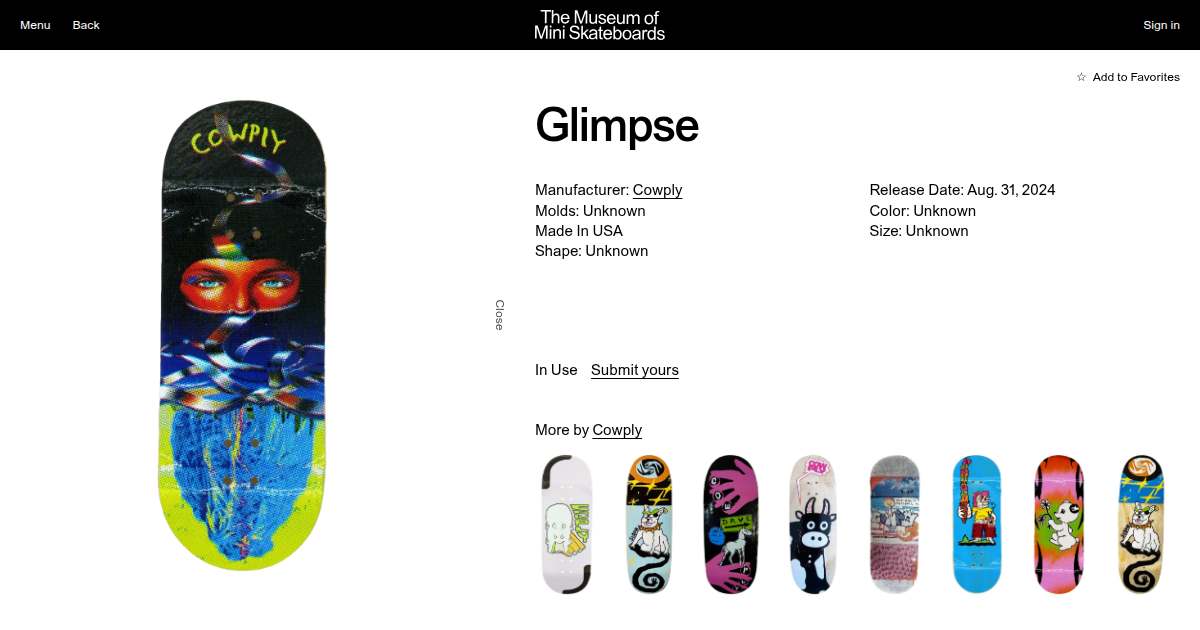 Menu
Back
The Museum of
Mini Skateboards
Sign in
☆ Add to Favorites
COWPLY
Glimpse
Manufacturer: Cowply
Molds: Unknown
Made In USA
Shape: Unknown
Release Date: Aug. 31, 2024
Color: Unknown
Size: Unknown
Close
In Use
Submit yours
More by Cowply
HELP!
DAVE